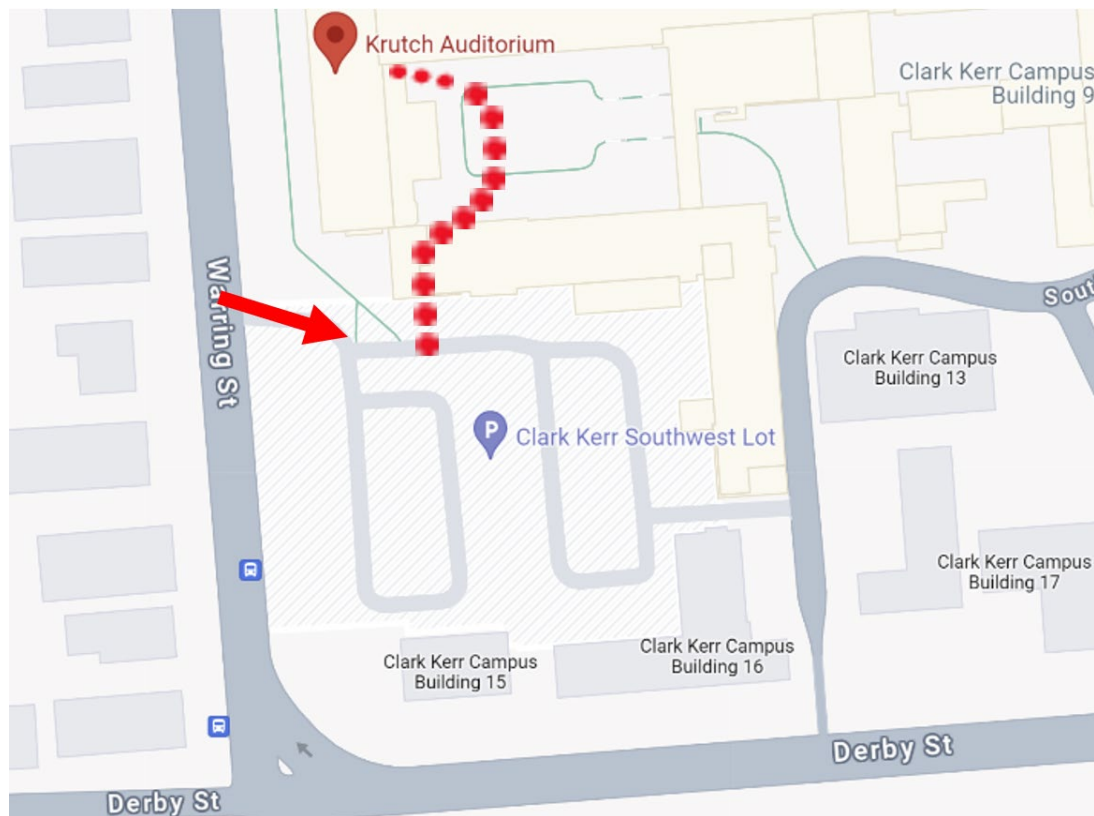 Krutch Auditorium
Clark Kerr Campus
Building 9
Warring St
Sout
Clark Kerr Campus
Building 13
P
Clark Kerr Southwest Lot
Clark Kerr Campus
Building 17
Clark Kerr Campus
Building 15
Clark Kerr Campus
Building 16
Derby St
Derby St